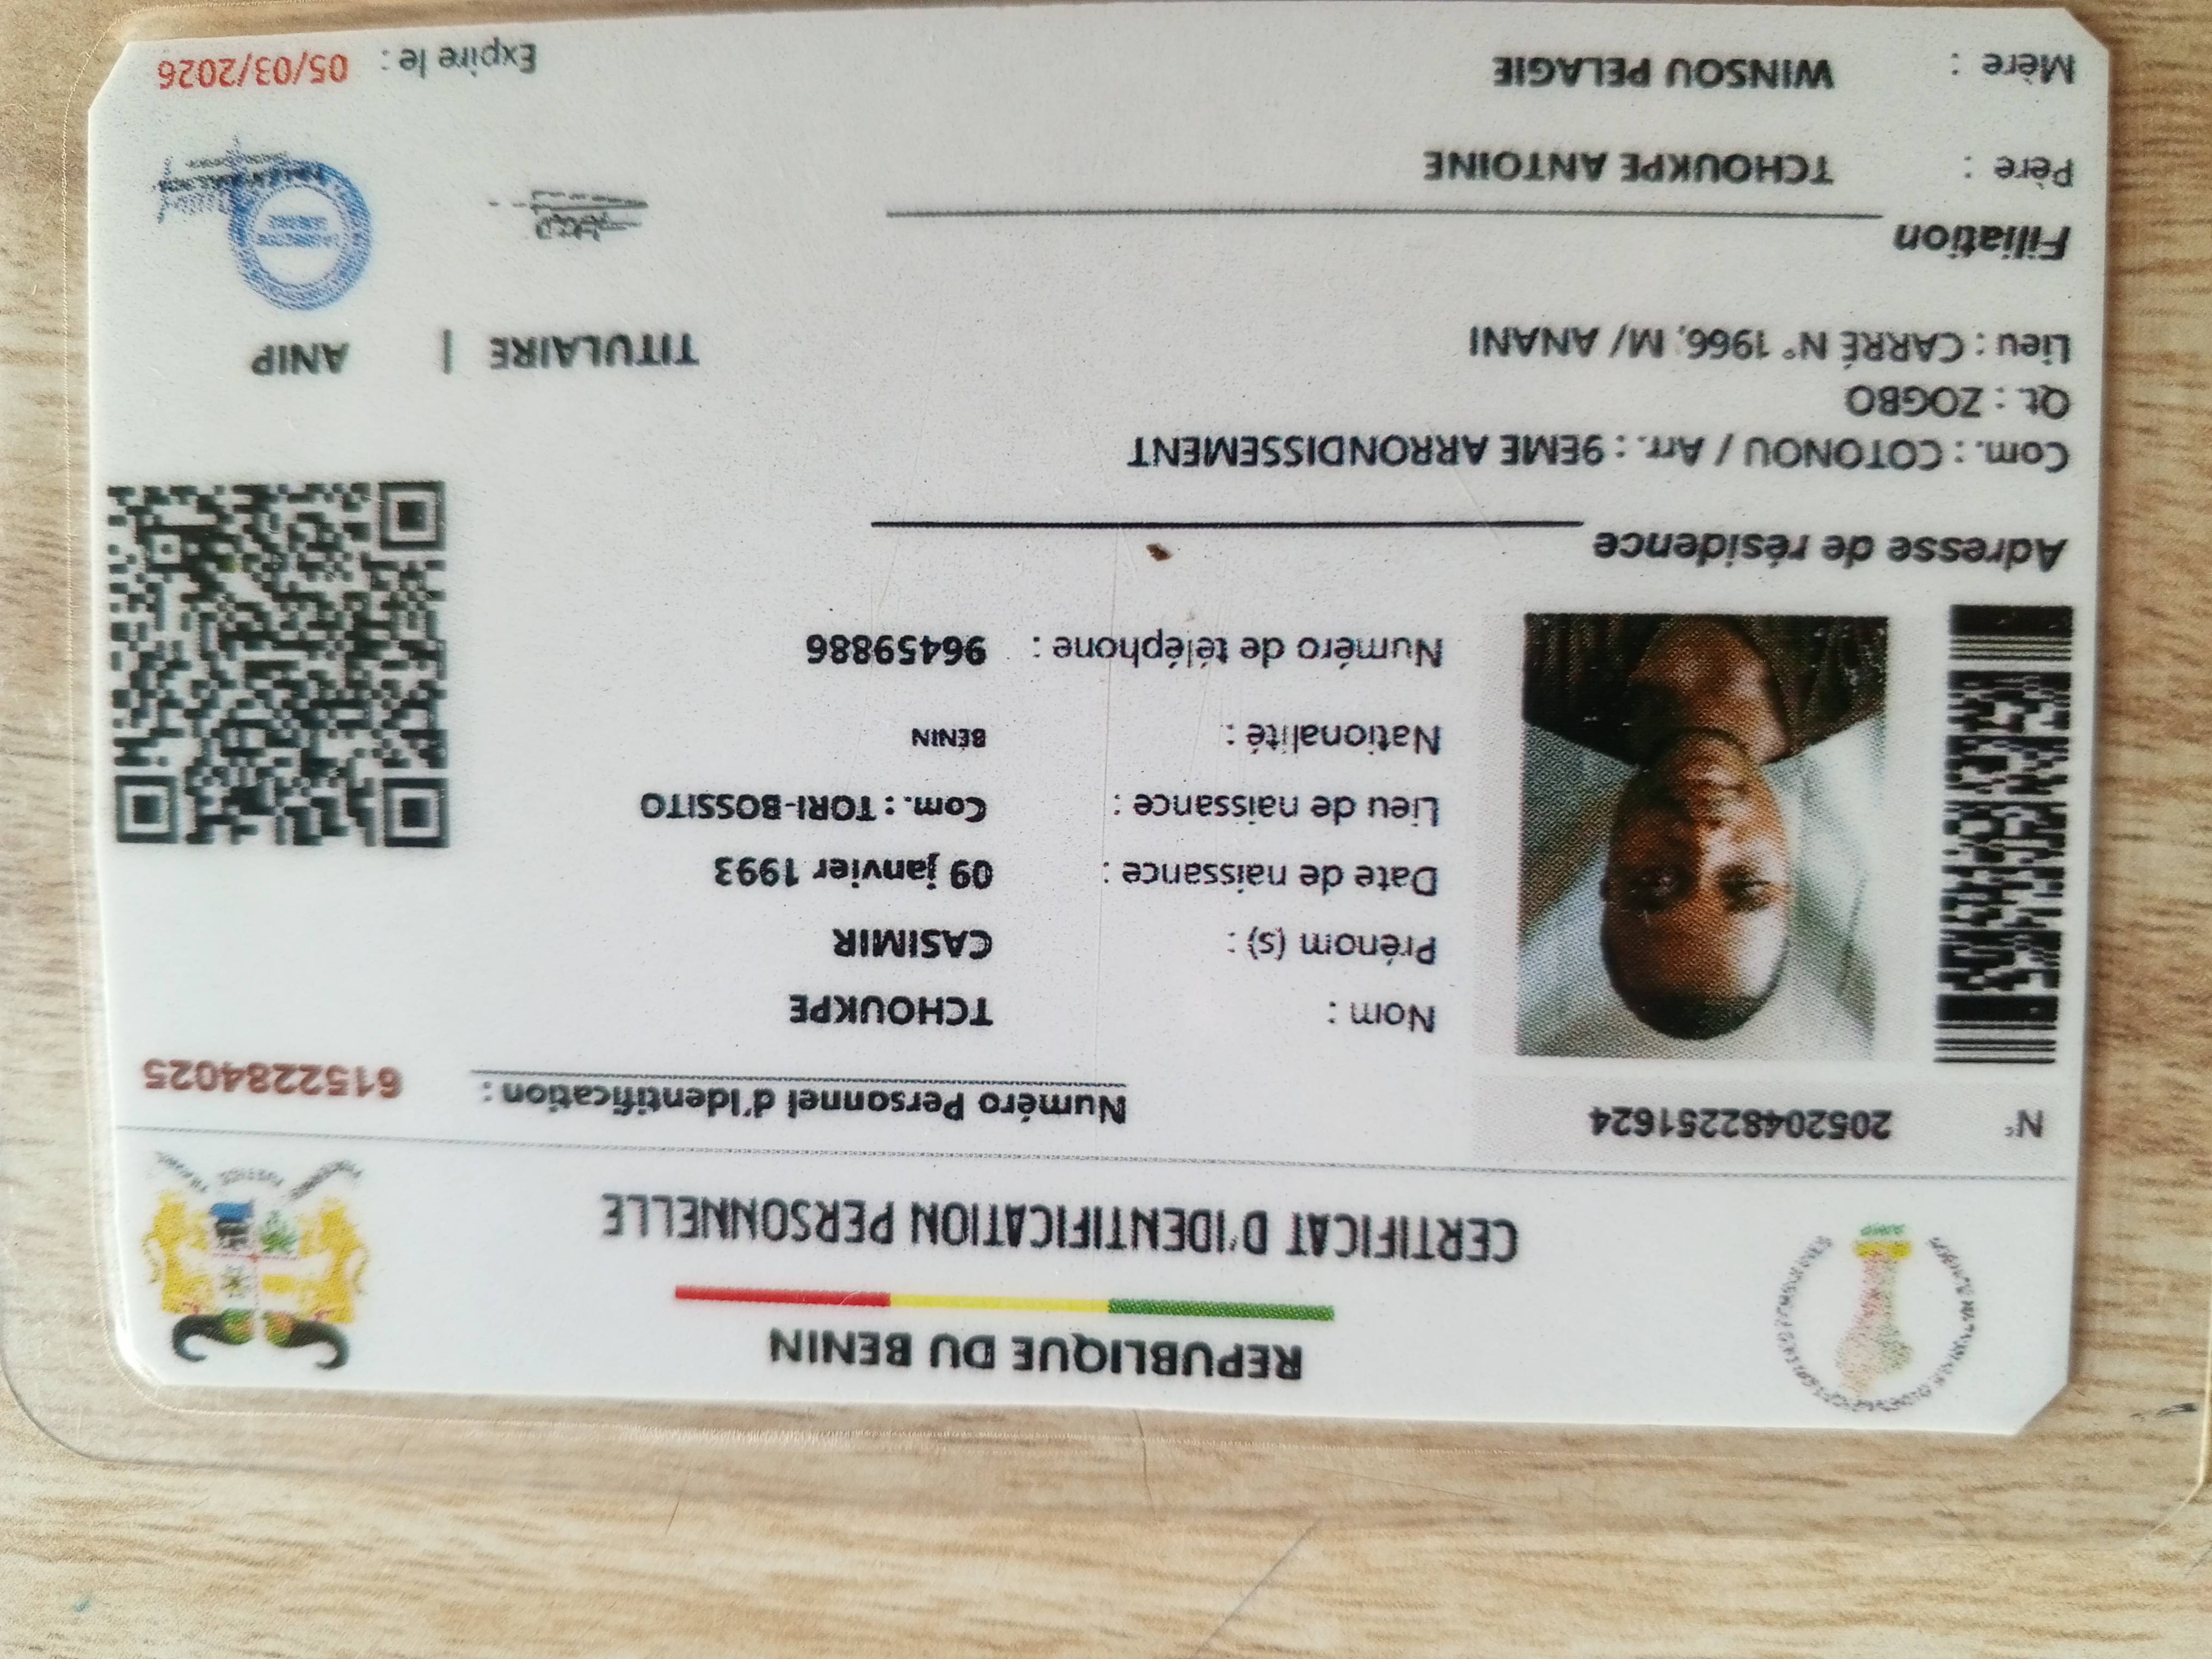 REPUBLIQUE DU BENIN
CERTIFICAT D'IDENTIFICATION PERSONNELLE
ANIP
N° 20520482251624
Numéro Personnel d'Identification : 6152284025
Nom : TCHOUKPE
Prénom (s) : CASIMIR
Date de naissance : 09 janvier 1993
Lieu de naissance : Com. : TORI-BOSSITO
Nationalité : BENIN
Numéro de téléphone : 96459886
Adresse de résidence
Com. : COTONOU / Arr. : 9EME ARRONDISSEMENT
Qt. : ZOGBO
Lieu : CARRÉ N° 1966, M/ ANANI
TITULAIRE | ANIP
Filiation
Père : TCHOUKPE ANTOINE
Mère : WINSOU PELAGIE
Expire le : 05/03/2026